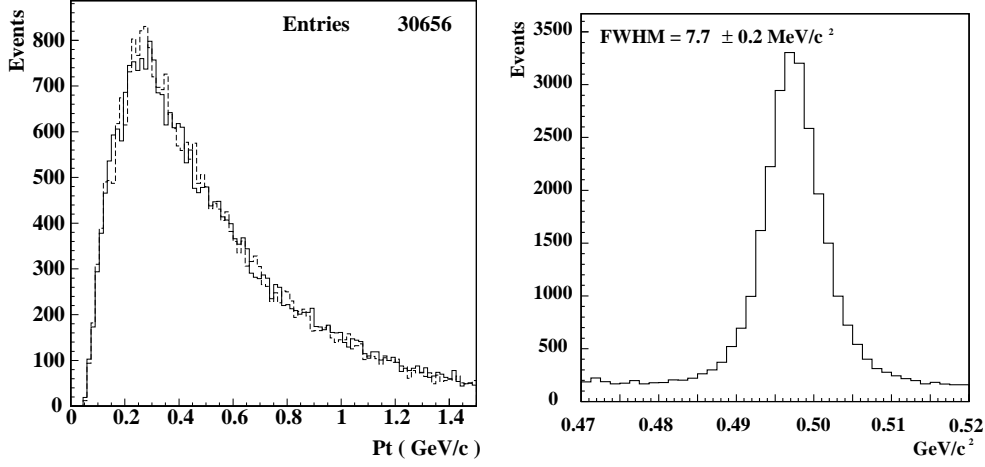 Entries 30656
Events
800
700
600
500
400
300
200
100
0
0 0.2 0.4 0.6 0.8 1 1.2 1.4
Pt ( GeV/c )
FWHM = 7.7 ± 0.2 MeV/c 2
Events
3500
3000
2500
2000
1500
1000
500
0
0.47 0.48 0.49 0.50 0.51 0.52
GeV/c 2